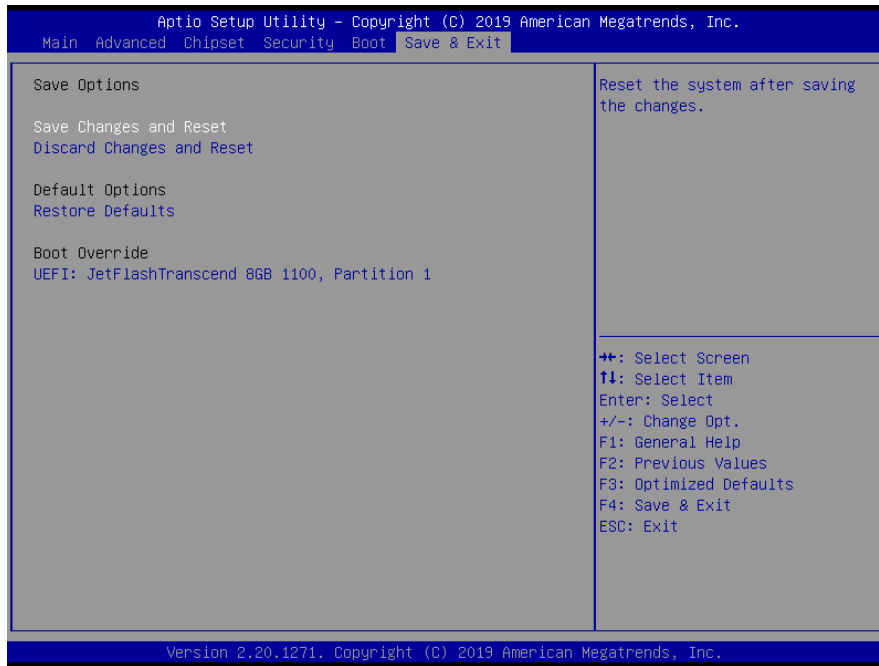 Aptio Setup Utility – Copyright (C) 2019 American Megatrends, Inc.
Main Advanced Chipset Security Boot Save & Exit
Save Options
Save Changes and Reset
Discard Changes and Reset
Default Options
Restore Defaults
Boot Override
UEFI: JetFlashTranscend 8GB 1100, Partition 1
Reset the system after saving
the changes.
→←: Select Screen
↑↓: Select Item
Enter: Select
+/-: Change Opt.
F1: General Help
F2: Previous Values
F3: Optimized Defaults
F4: Save & Exit
ESC: Exit
Version 2.20.1271. Copyright (C) 2019 American Megatrends, Inc.